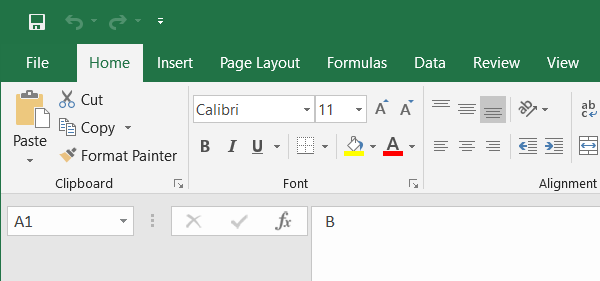 File Home Insert Page Layout Formulas Data Review View
Cut
Calibri 11 A A ab
Copy
c
Paste Format Painter B I U A
Clipboard Font Alignment
A1 fx B